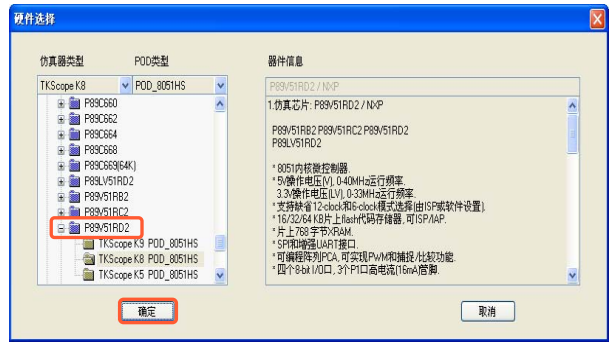 硬件选择
仿真器类型
POD类型
器件信息
TKScope K8
POD_8051HS
P89V51RD2 / NXP
P89C660
P89C662
P89C664
P89C668
P89C669(64K)
P89LV51RD2
P89V51RB2
P89V51RC2
P89V51RD2
TKScope K9 POD_8051HS
TKScope K8 POD_8051HS
TKScope K5 POD_8051HS
1.仿真芯片: P89V51RD2 / NXP
P89V51RB2 P89V51RC2 P89V51RD2
P89LV51RD2
* 8051内核微控制器.
* 5V操作电压(V), 0-40MHz运行频率.
3.3V操作电压(LV), 0-33MHz运行频率.
* 支持缺省12-clock和6-clock模式选择(由ISP或软件设置).
* 16/32/64 KB片上flash代码存储器, 可ISP/IAP.
* 片上768 字节XRAM.
* SPI和增强UART接口.
* 可编程阵列PCA, 可实现PWM和捕捉/比较功能.
* 四个8-bit I/O口, 3个P1口高电流(16mA)管脚.
确定
取消